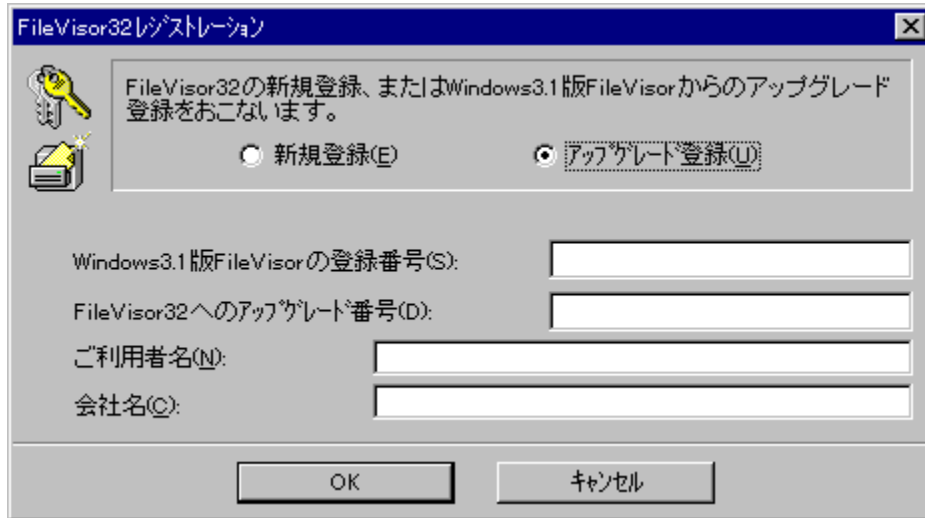 FileVisor32ﾚｼﾞｽﾄﾚｰｼｮﾝ
FileVisor32の新規登録、またはWindows3.1版FileVisorからのアップグレード
登録をおこないます。
新規登録(E) ｱｯﾌﾟｸﾞﾚｰﾄﾞ登録(U)
Windows3.1版FileVisorの登録番号(S):
FileVisor32へのｱｯﾌﾟｸﾞﾚｰﾄﾞ番号(D):
ご利用者名(N):
会社名(C):
OK ｷｬﾝｾﾙ